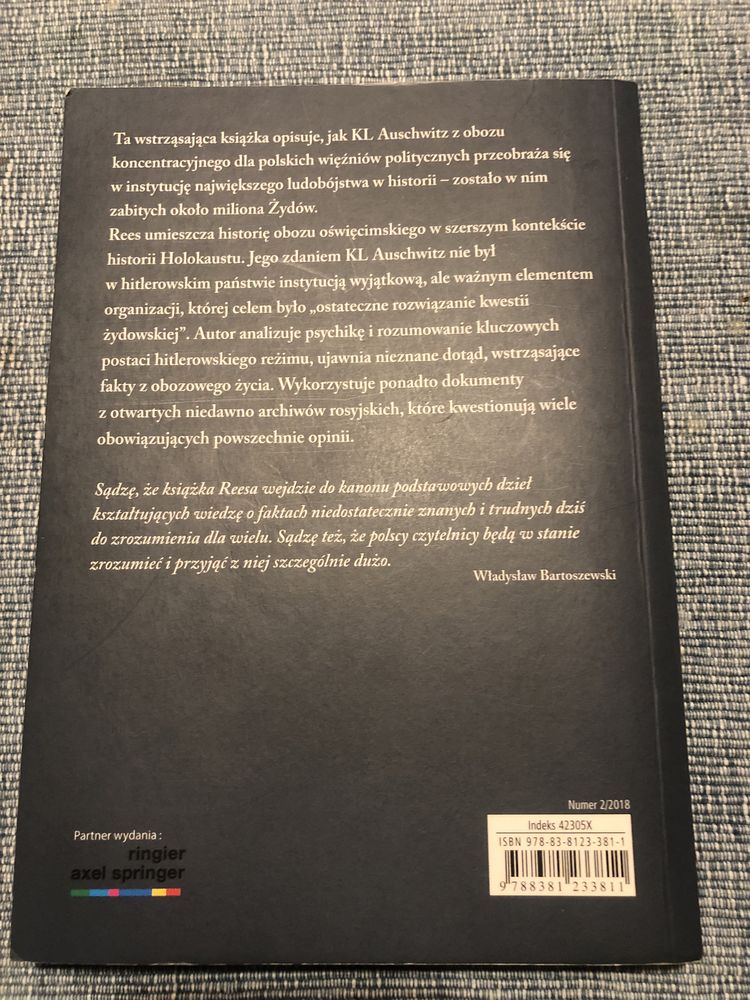 Ta wstrząsająca książka opisuje, jak KL Auschwitz z obozu
koncentracyjnego dla polskich więźniów politycznych przeobraża się
w instytucję największego ludobójstwa w historii – zostało w nim
zabitych około miliona Żydów.
Rees umieszcza historię obozu oświęcimskiego w szerszym kontekście
historii Holokaustu. Jego zdaniem KL Auschwitz nie był
w hitlerowskim państwie instytucją wyjątkową, ale ważnym elementem
organizacji, której celem było „ostateczne rozwiązanie kwestii
żydowskiej”. Autor analizuje psychikę i rozumowanie kluczowych
postaci hitlerowskiego reżimu, ujawnia nieznane dotąd, wstrząsające
fakty z obozowego życia. Wykorzystuje ponadto dokumenty
z otwartych niedawno archiwów rosyjskich, które kwestionują wiele
obowiązujących powszechnie opinii.
Sądzę, że książka Reesa wejdzie do kanonu podstawowych dzieł
kształtujących wiedzę o faktach niedostatecznie znanych i trudnych dziś
do zrozumienia dla wielu. Sądzę też, że polscy czytelnicy będą w stanie
zrozumieć i przyjąć z niej szczególnie dużo.
Władysław Bartoszewski
Numer 2/2018
Indeks 42305X
ISBN 978-83-8123-381-1
9 788381 233811
Partner wydania :
ringier
axel springer